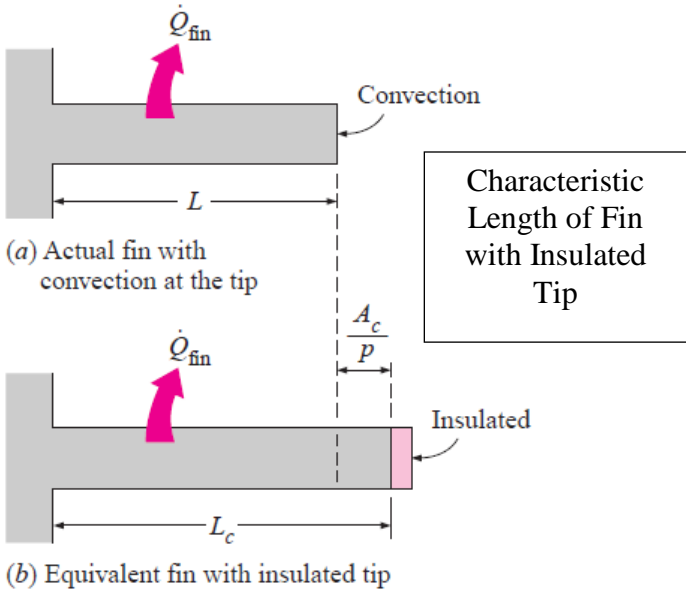 Q̇fin
Convection
L
(a) Actual fin with
convection at the tip
Characteristic
Length of Fin
with Insulated
Tip
Ac
p
Q̇fin
Insulated
Lc
(b) Equivalent fin with insulated tip